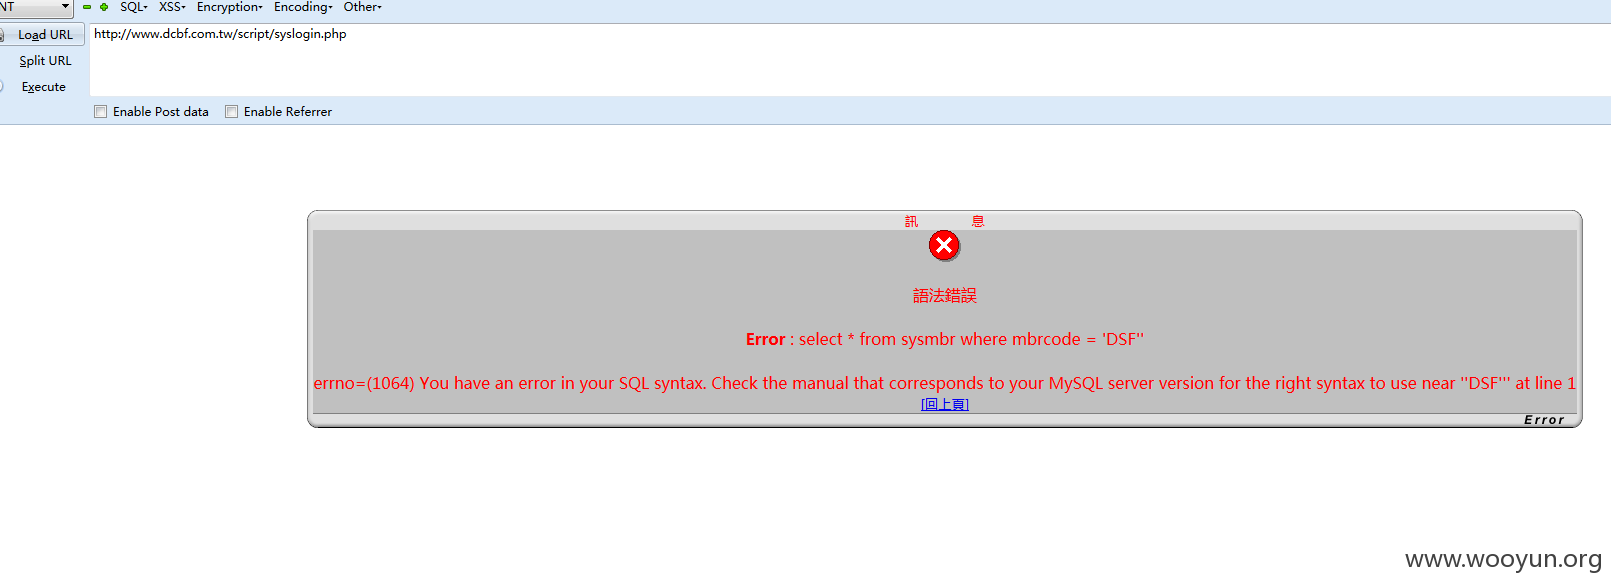 NT SQL▾ XSS▾ Encryption▾ Encoding▾ Other▾
Load URL http://www.dcbf.com.tw/script/syslogin.php
Split URL
Execute
Enable Post data Enable Referrer
訊 息
語法錯誤
Error : select * from sysmbr where mbrcode = 'DSF''
errno=(1064) You have an error in your SQL syntax. Check the manual that corresponds to your MySQL server version for the right syntax to use near ''DSF''' at line 1
[回上頁]
Error
www.wooyun.org